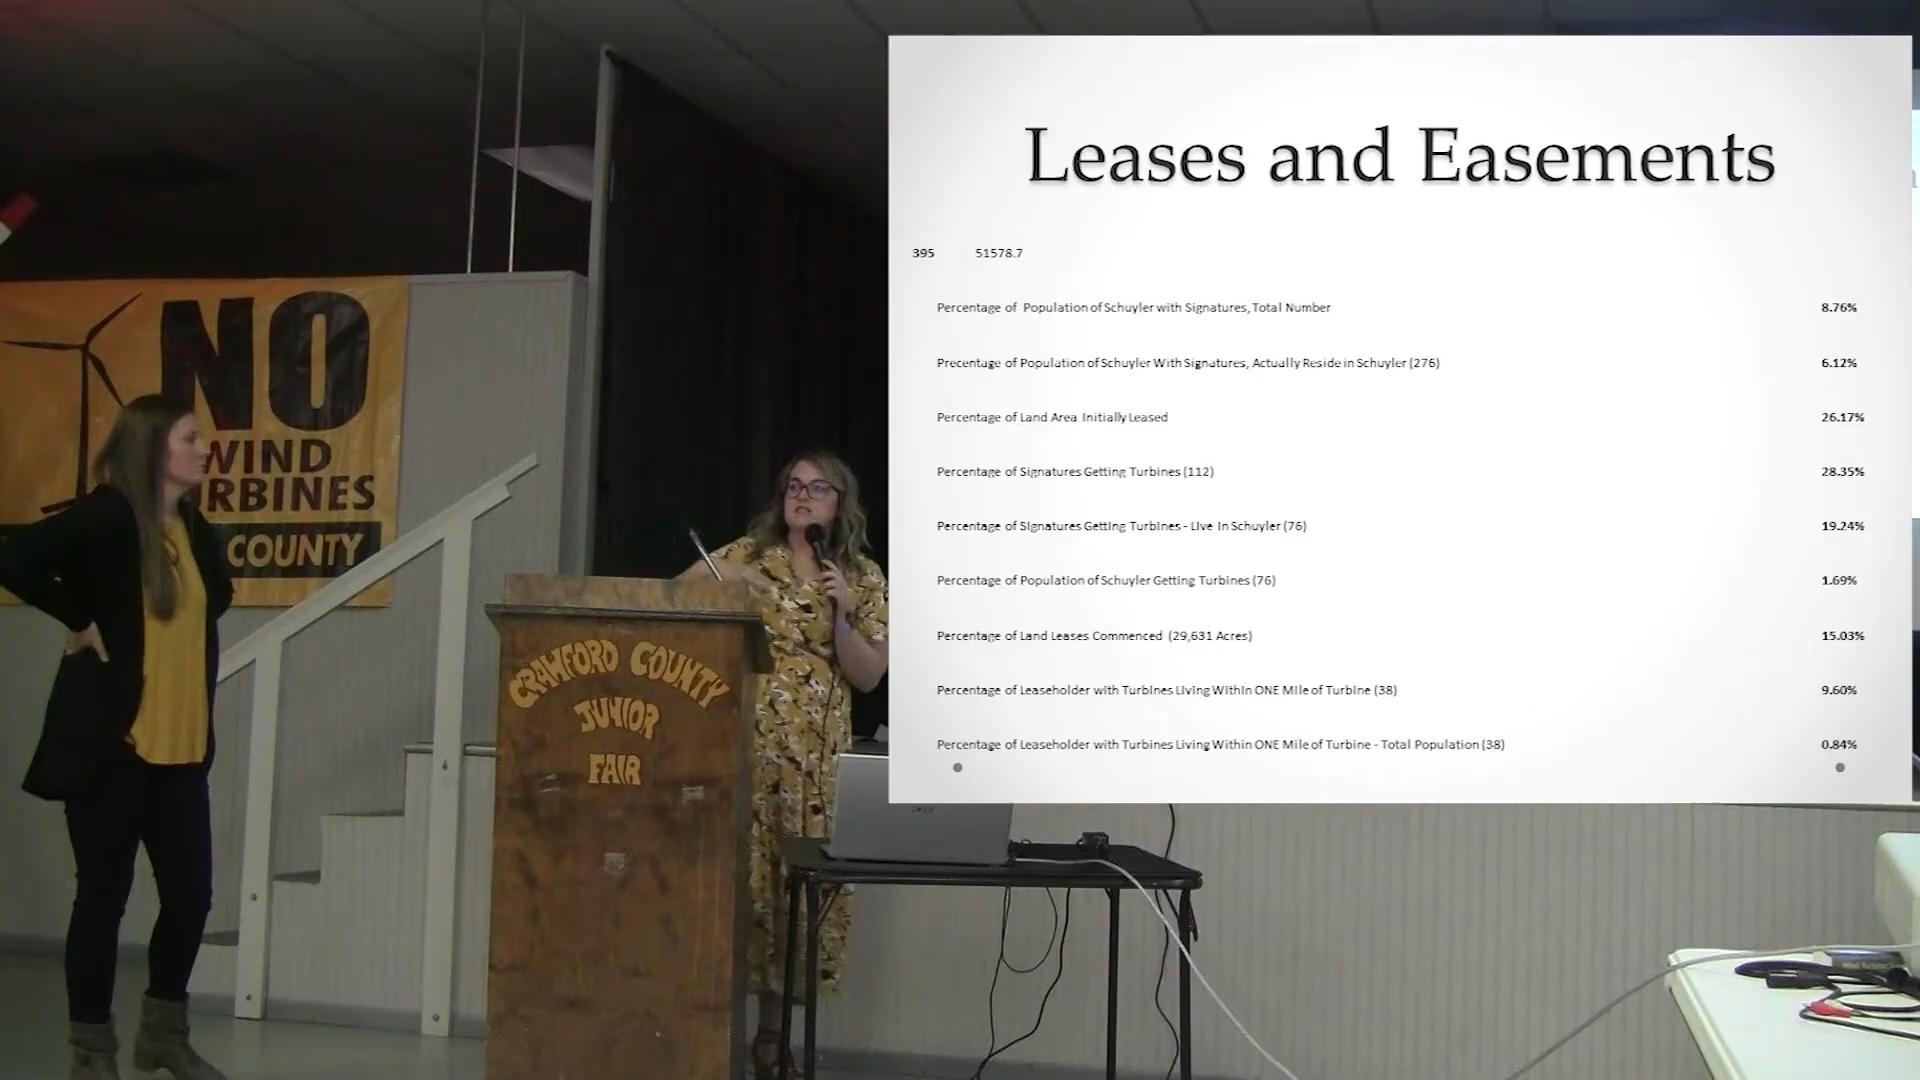 Leases and Easements
395 51578.7
Percentage of Population of Schuyler with Signatures, Total Number 8.76%
Precentage of Population of Schuyler With Signatures, Actually Reside in Schuyler (276) 6.12%
Percentage of Land Area Initially Leased 26.17%
Percentage of Signatures Getting Turbines (112) 28.35%
Percentage of Signatures Getting Turbines - Live in Schuyler (76) 19.24%
Percentage of Population of Schuyler Getting Turbines (76) 1.69%
Percentage of Land Leases Commenced (29,631 Acres) 15.03%
Percentage of Leaseholder with Turbines Living Within ONE Mile of Turbine (38) 9.60%
Percentage of Leaseholder with Turbines Living Within ONE Mile of Turbine - Total Population (38) 0.84%
NO
WIND
URBINES
COUNTY
CRAWFORD COUNTY
JUNIOR
FAIR
acer